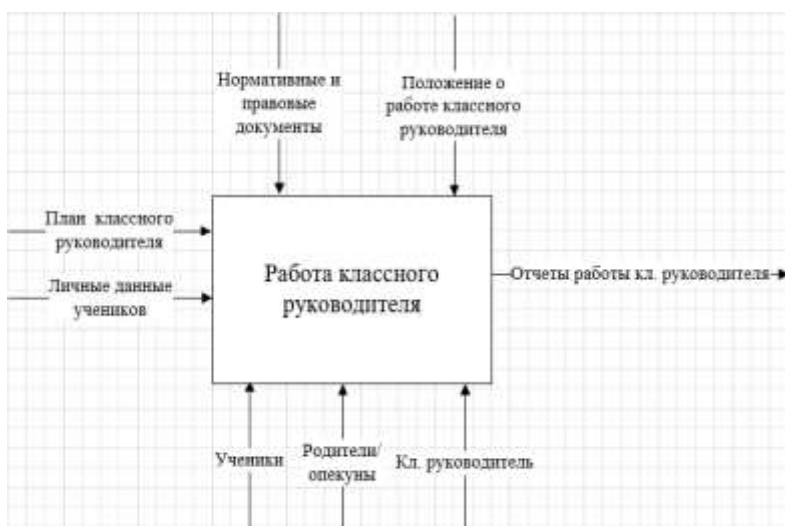 Нормативные и
правовые
документы
Положение о
работе классного
руководителя
План классного
руководителя
Личные данные
учеников
Работа классного
руководителя
Отчеты работы кл. руководителя
Ученики
Родители/
опекуны
Кл. руководитель